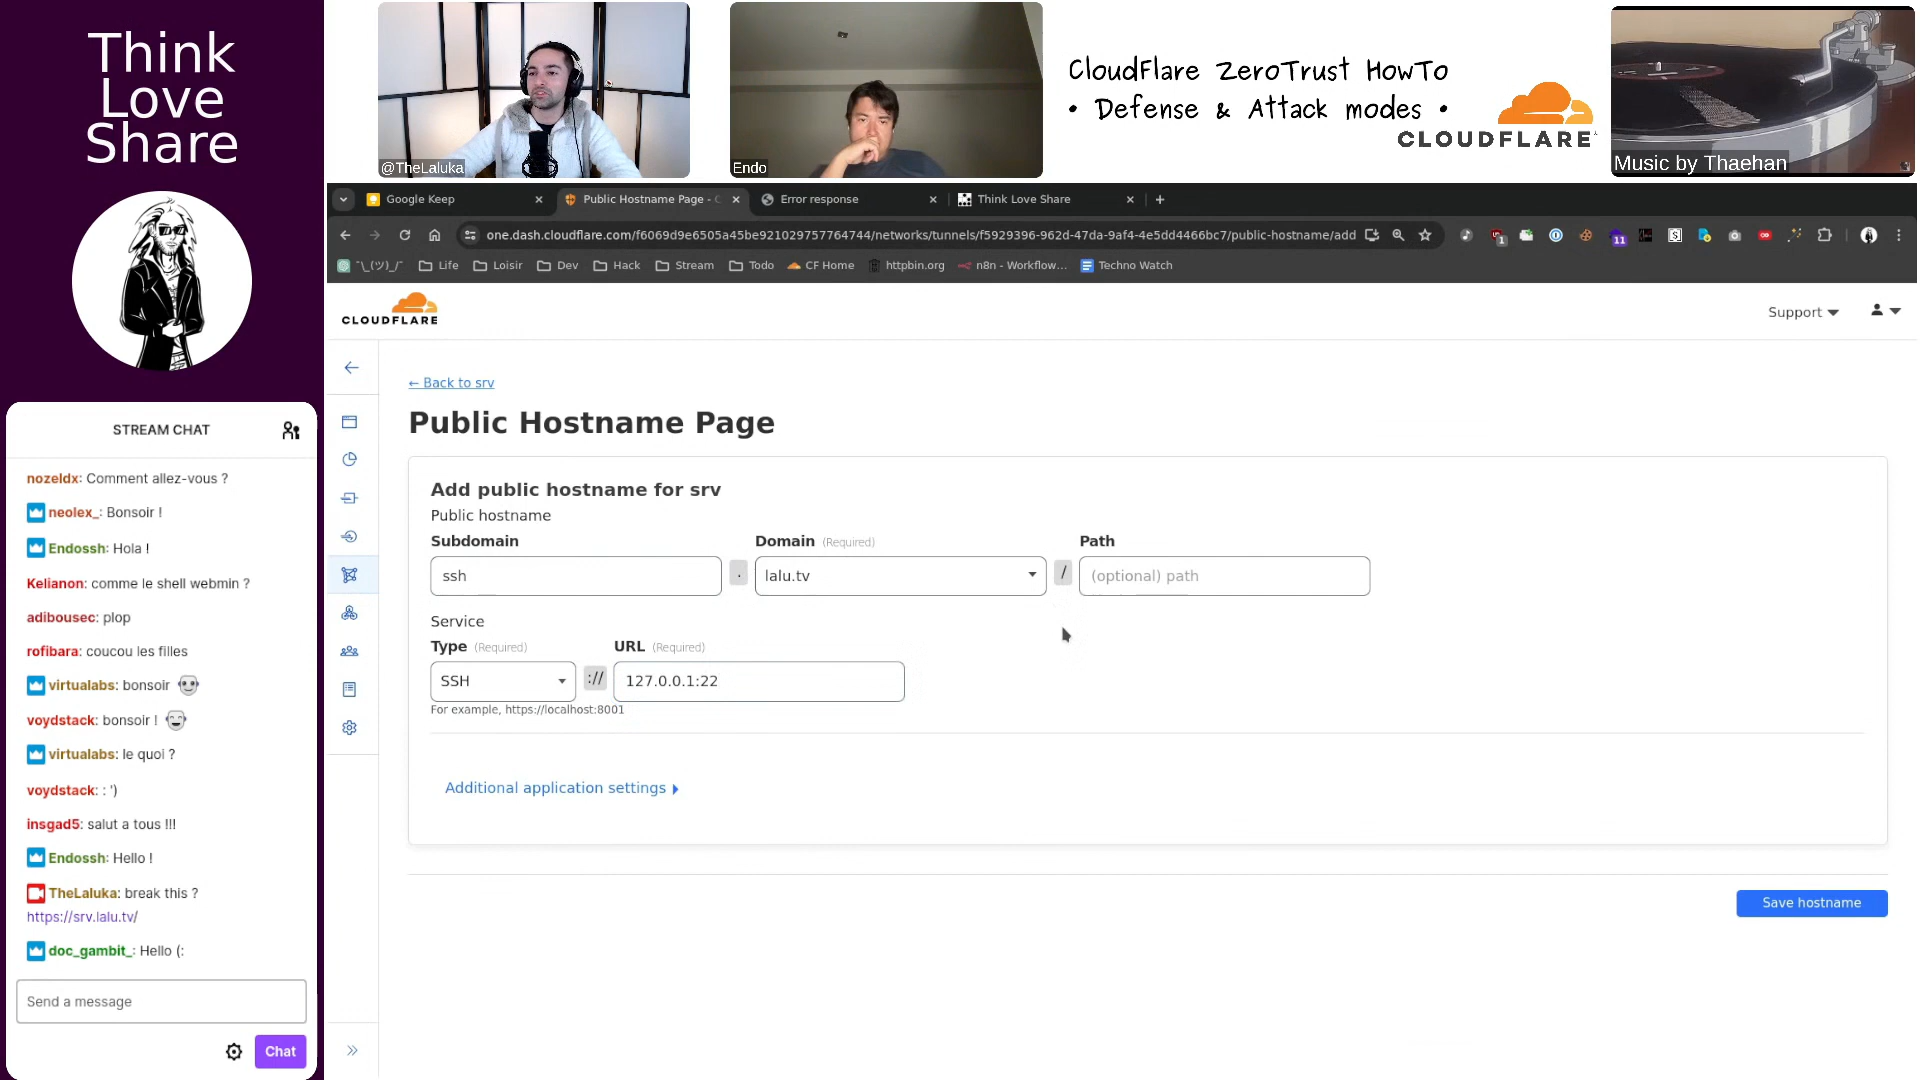 Think
Love
Share
@TheLaluka
Endo
CloudFlare ZeroTrust HowTo
• Defense & Attack modes •
CLOUDFLARE
Music by Thaehan
Google Keep
Public Hostname Page - C
Error response
Think Love Share
one.dash.cloudflare.com/f6069d9e6505a45be921029757764744/networks/tunnels/f5929396-962d-47da-9af4-4e5dd4466bc7/public-hostname/add
1
11
¯\_(ツ)_/¯
Life
Loisir
Dev
Hack
Stream
Todo
CF Home
httpbin.org
n8n - Workflow...
Techno Watch
CLOUDFLARE
Support
← Back to srv
Public Hostname Page
Add public hostname for srv
Public hostname
Subdomain
Domain (Required)
Path
ssh
.
lalu.tv
/
(optional) path
Service
Type (Required)
URL (Required)
SSH
://
127.0.0.1:22
For example, https://localhost:8001
Additional application settings
Save hostname
STREAM CHAT
nozeldx: Comment allez-vous ?
neolex_: Bonsoir !
Endossh: Hola !
Kelianon: comme le shell webmin ?
adibousec: plop
rofibara: coucou les filles
virtualabs: bonsoir
voydstack: bonsoir !
virtualabs: le quoi ?
voydstack: : ')
insgad5: salut a tous !!!
Endossh: Hello !
TheLaluka: break this ?
https://srv.lalu.tv/
doc_gambit_: Hello (:
Send a message
Chat